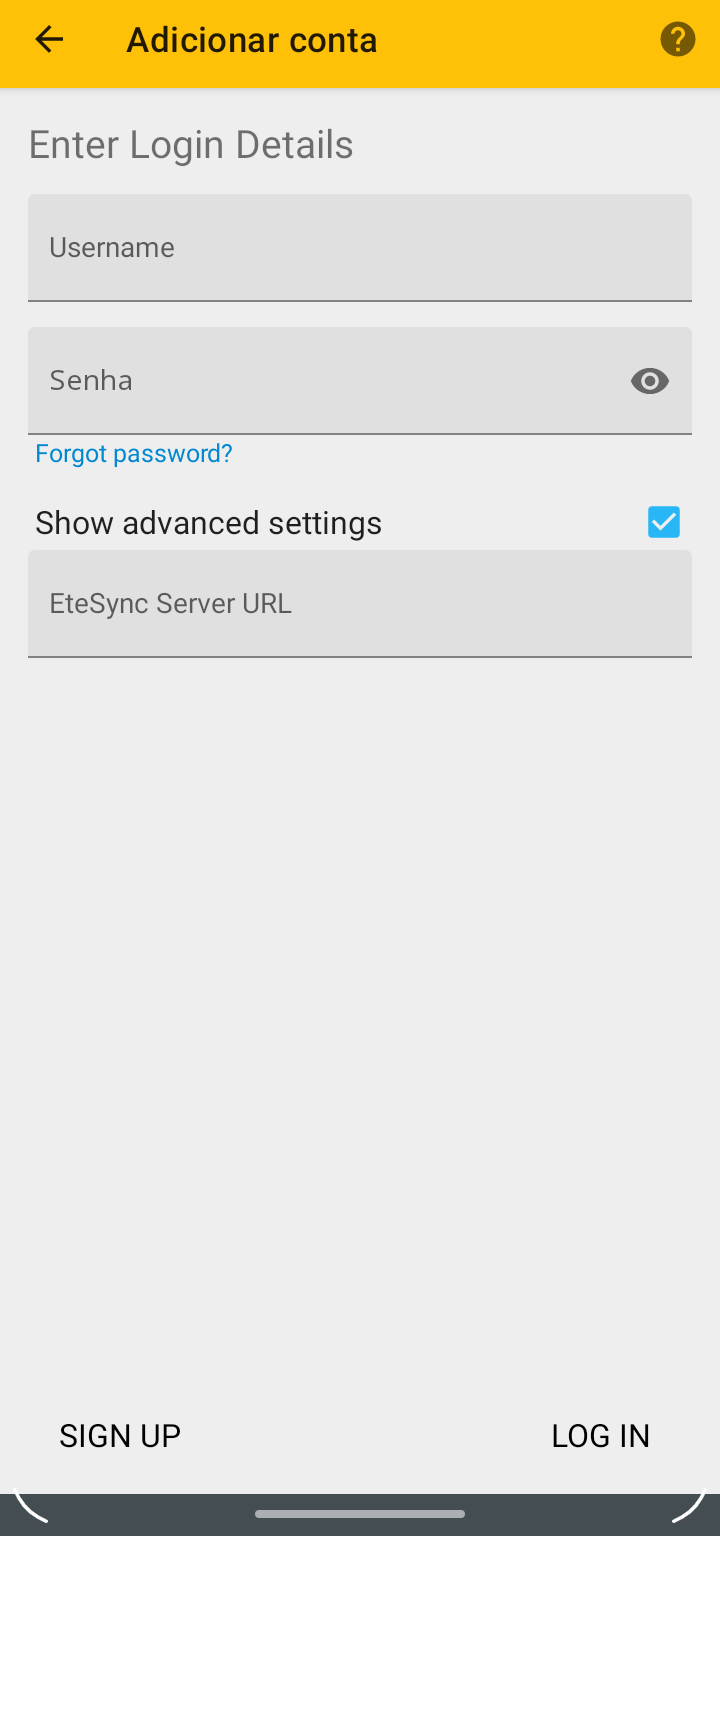 Adicionar conta
Enter Login Details
Username
Senha
Forgot password?
Show advanced settings
EteSync Server URL
SIGN UP
LOG IN